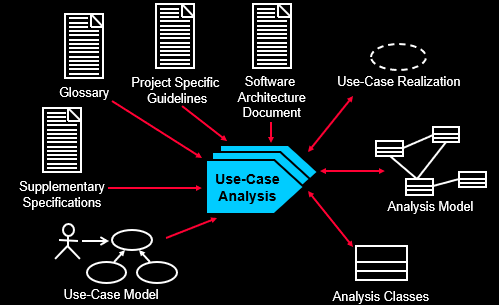 Glossary
Project Specific
Guidelines
Software
Architecture
Document
Use-Case Realization
Supplementary
Specifications
Use-Case
Analysis
Analysis Model
Use-Case Model
Analysis Classes